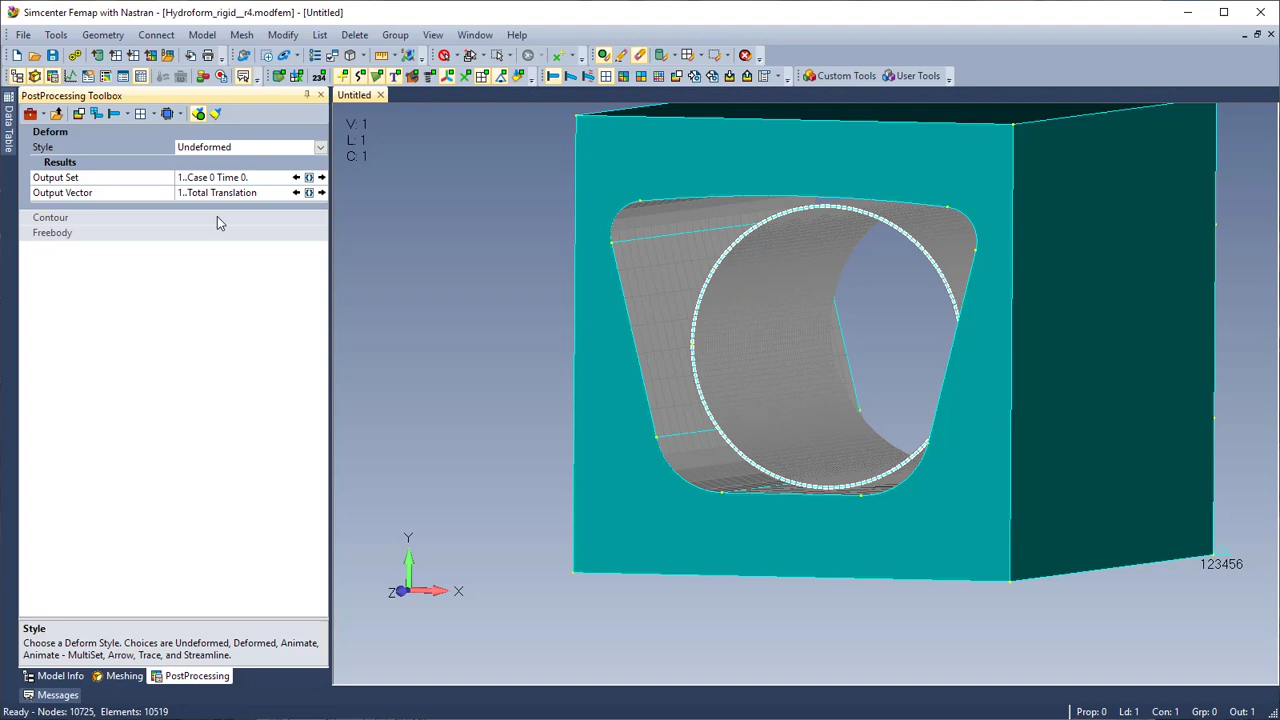 Simcenter Femap with Nastran - [Hydroform_rigid__r4.modfem] - [Untitled]
File Tools Geometry Connect Model Mesh Modify List Delete Group View Window Help
234
Custom Tools User Tools
PostProcessing Toolbox
Untitled
Data Table
Deform
Style Undeformed
Results
Output Set 1..Case 0 Time 0.
Output Vector 1..Total Translation
Contour
Freebody
V: 1
L: 1
C: 1
Y
Z X
123456
Style
Choose a Deform Style. Choices are Undeformed, Deformed, Animate,
Animate - MultiSet, Arrow, Trace, and Streamline.
Model Info Meshing PostProcessing
Messages
Ready - Nodes: 10725, Elements: 10519 Prop: 0 Ld: 1 Con: 1 Grp: 0 Out: 1